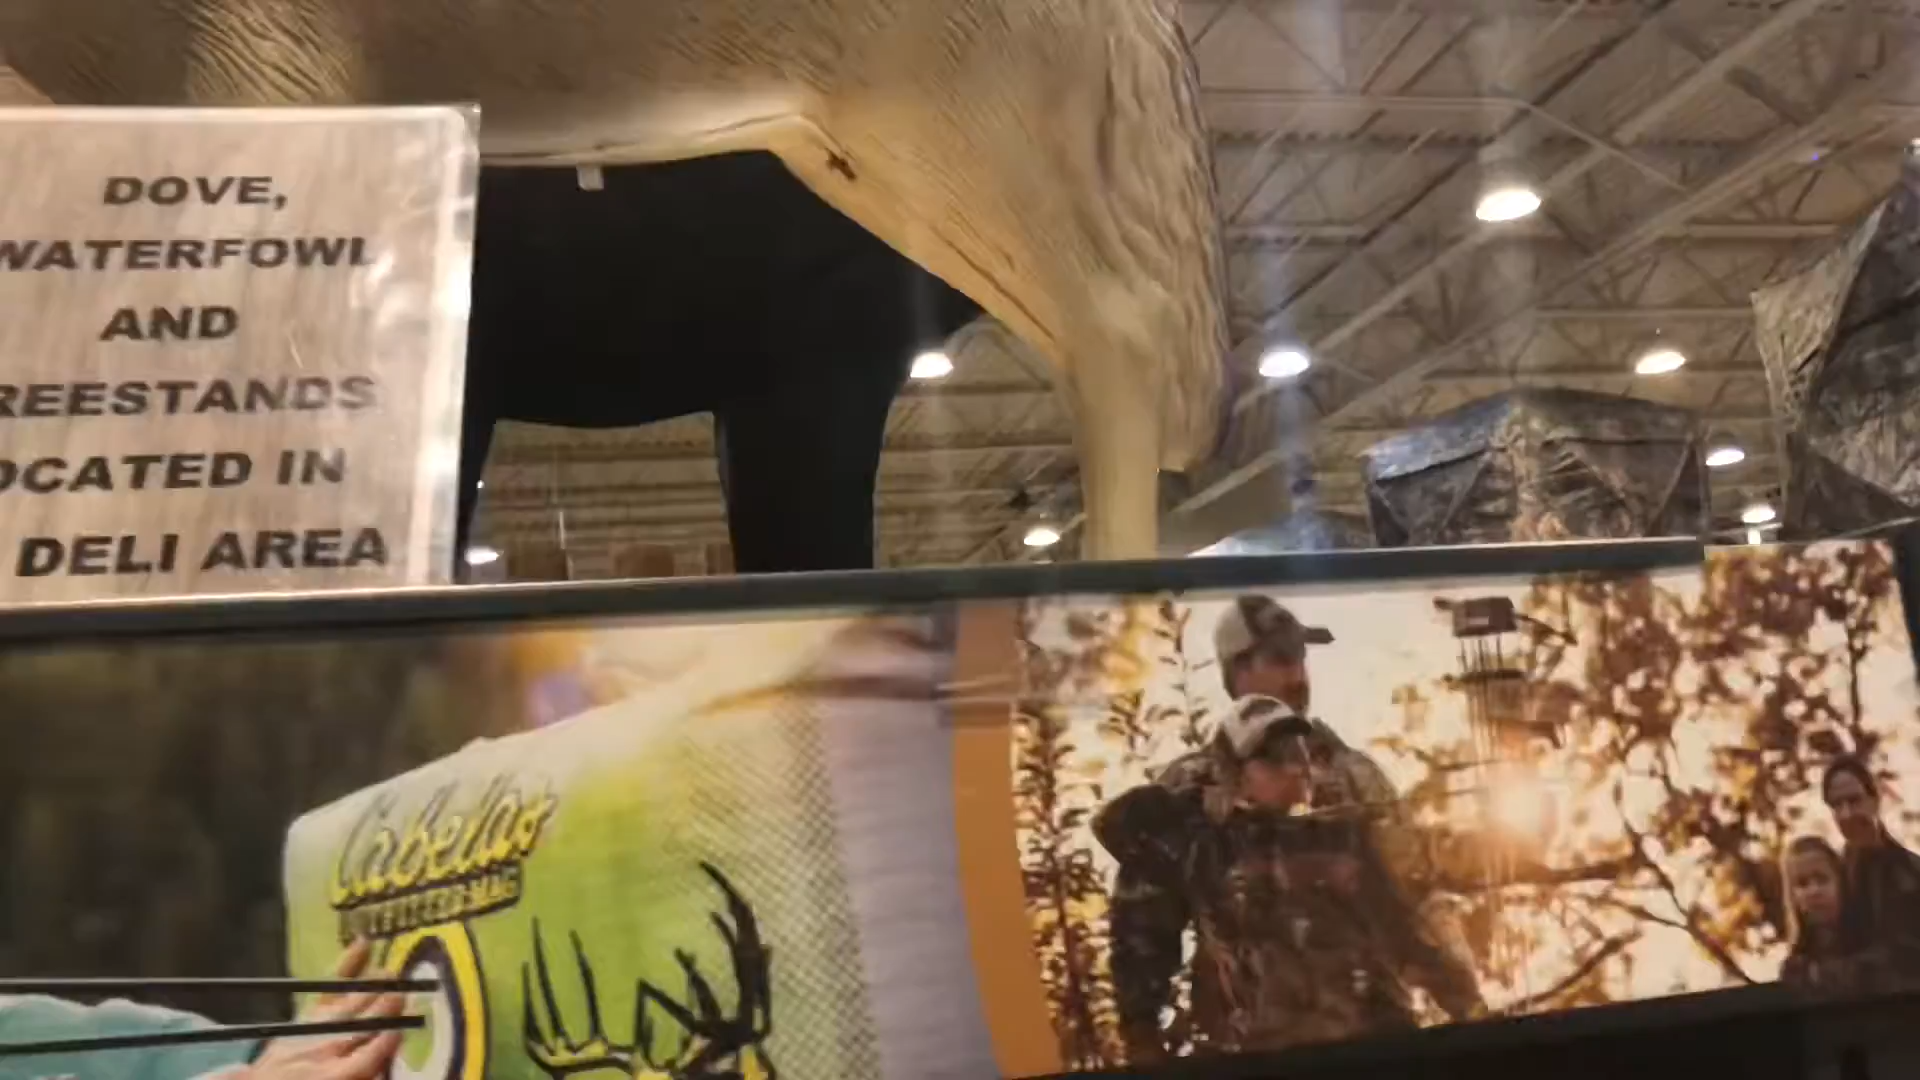 DOVE,
WATERFOWL
AND
REESTANDS
OCATED IN
DELI AREA
Cabela's